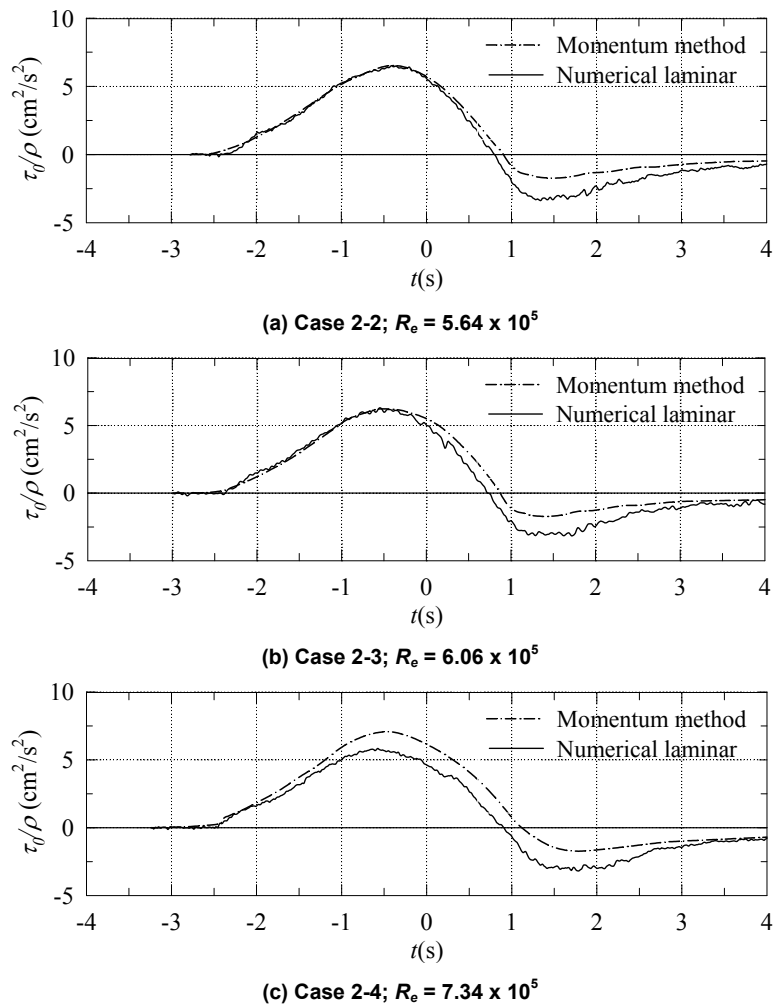 10
5
0
-5
τ0/ρ (cm2/s2)
Momentum method
Numerical laminar
-4 -3 -2 -1 0 1 2 3 4
t(s)
(a) Case 2-2; Re = 5.64 x 105
10
5
0
-5
τ0/ρ (cm2/s2)
Momentum method
Numerical laminar
-4 -3 -2 -1 0 1 2 3 4
t(s)
(b) Case 2-3; Re = 6.06 x 105
10
5
0
-5
τ0/ρ (cm2/s2)
Momentum method
Numerical laminar
-4 -3 -2 -1 0 1 2 3 4
t(s)
(c) Case 2-4; Re = 7.34 x 105